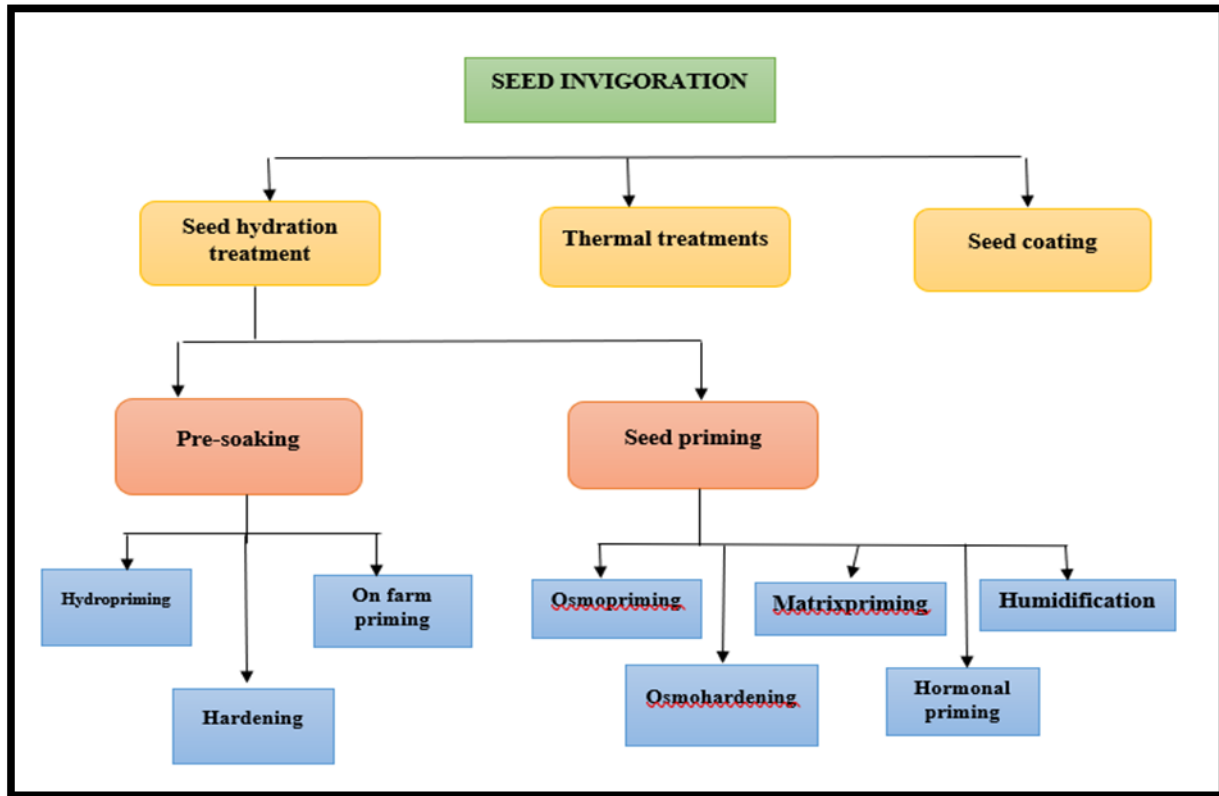 SEED INVIGORATION
Seed hydration
treatment
Thermal treatments
Seed coating
Pre-soaking
Seed priming
Hydropriming
On farm
priming
Osmopriming
Matrixpriming
Humidification
Hardening
Osmohardening
Hormonal
priming